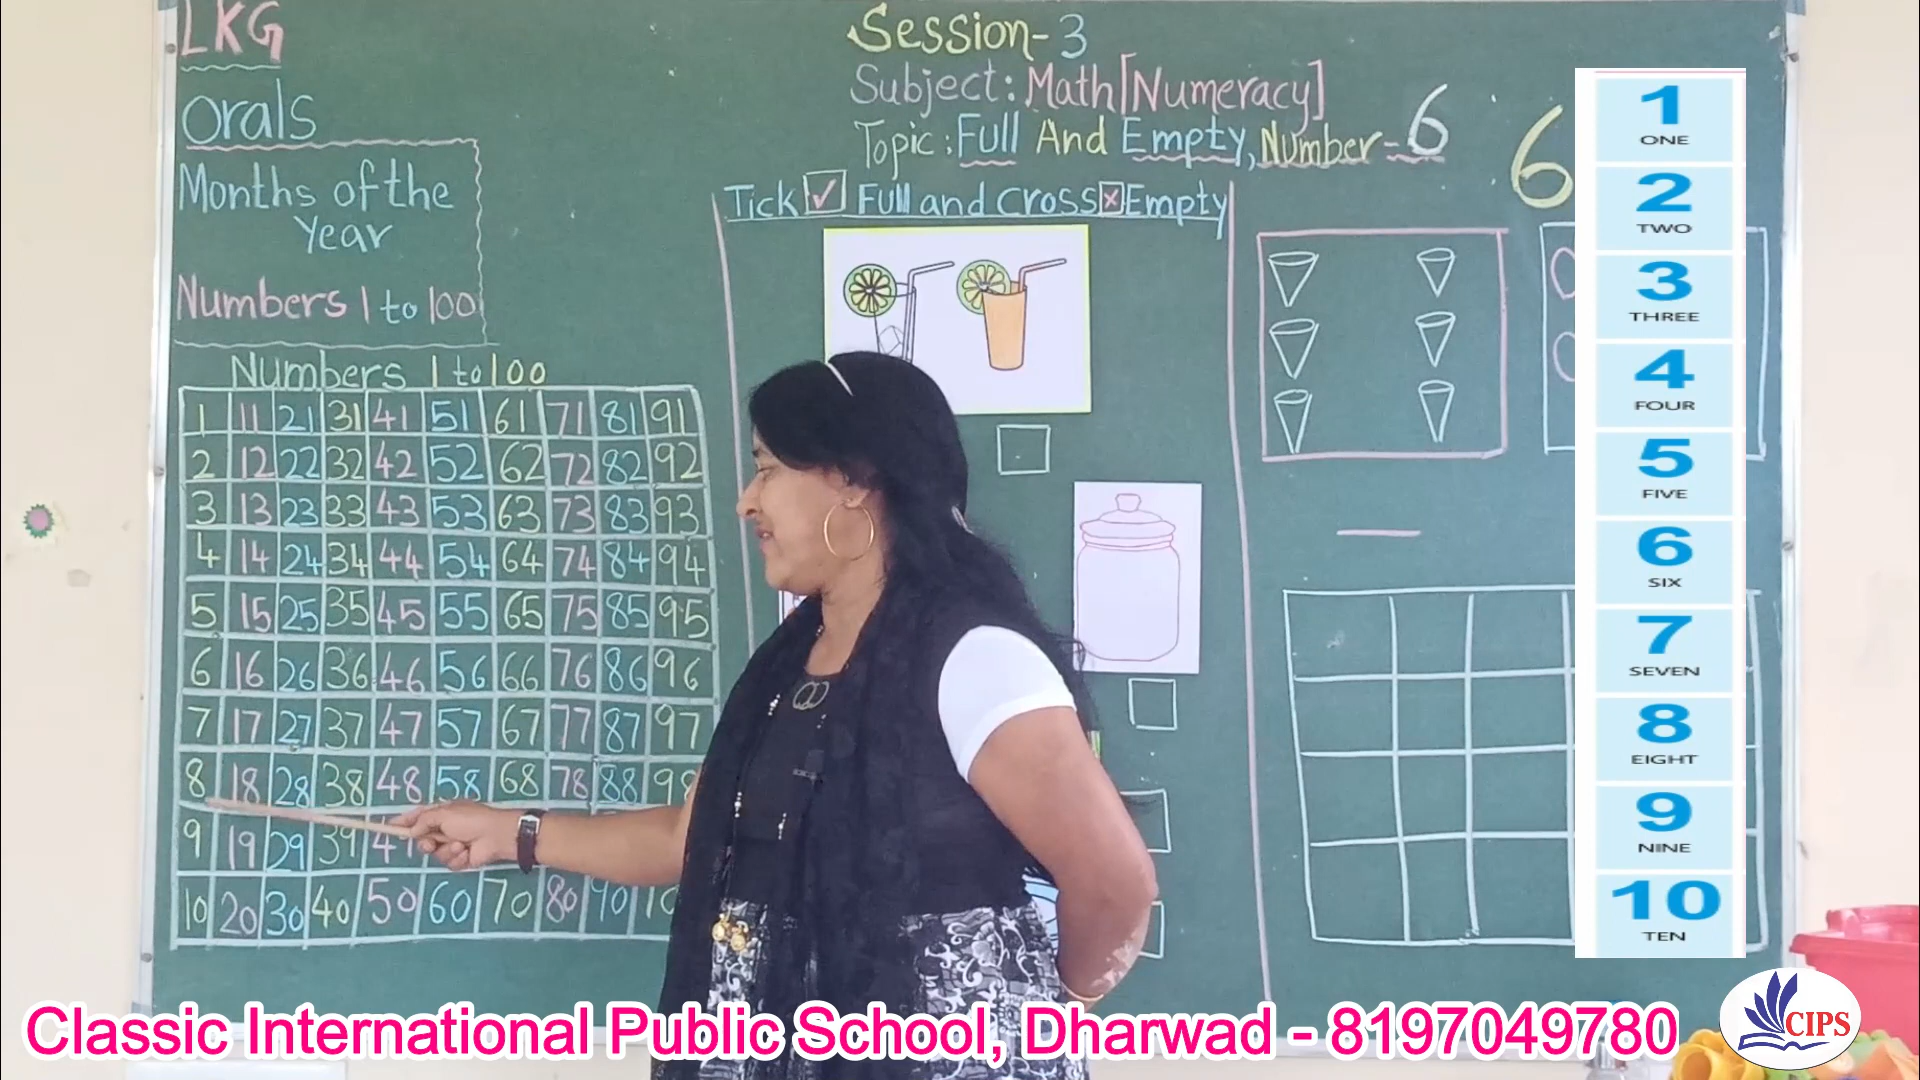 LKG
Orals
Months of the
Year
Numbers 1 to 100
Numbers 1 to 100
1 11 21 31 41 51 61 71 81 91
2 12 22 32 42 52 62 72 82 92
3 13 23 33 43 53 63 73 83 93
4 14 24 34 44 54 64 74 84 94
5 15 25 35 45 55 65 75 85 95
6 16 26 36 46 56 66 76 86 96
7 17 27 37 47 57 67 77 87 97
8 18 28 38 48 58 68 78 88 98
9 19 29 39
10 20 30 40 50 60 70 80 90
Session-3
Subject: Math[Numeracy]
Topic: Full And Empty, Number-6
6
Tick ✓ Full and Cross × Empty
1
ONE
2
TWO
3
THREE
4
FOUR
5
FIVE
6
SIX
7
SEVEN
8
EIGHT
9
NINE
10
TEN
Classic International Public School, Dharwad - 8197049780
CIPS